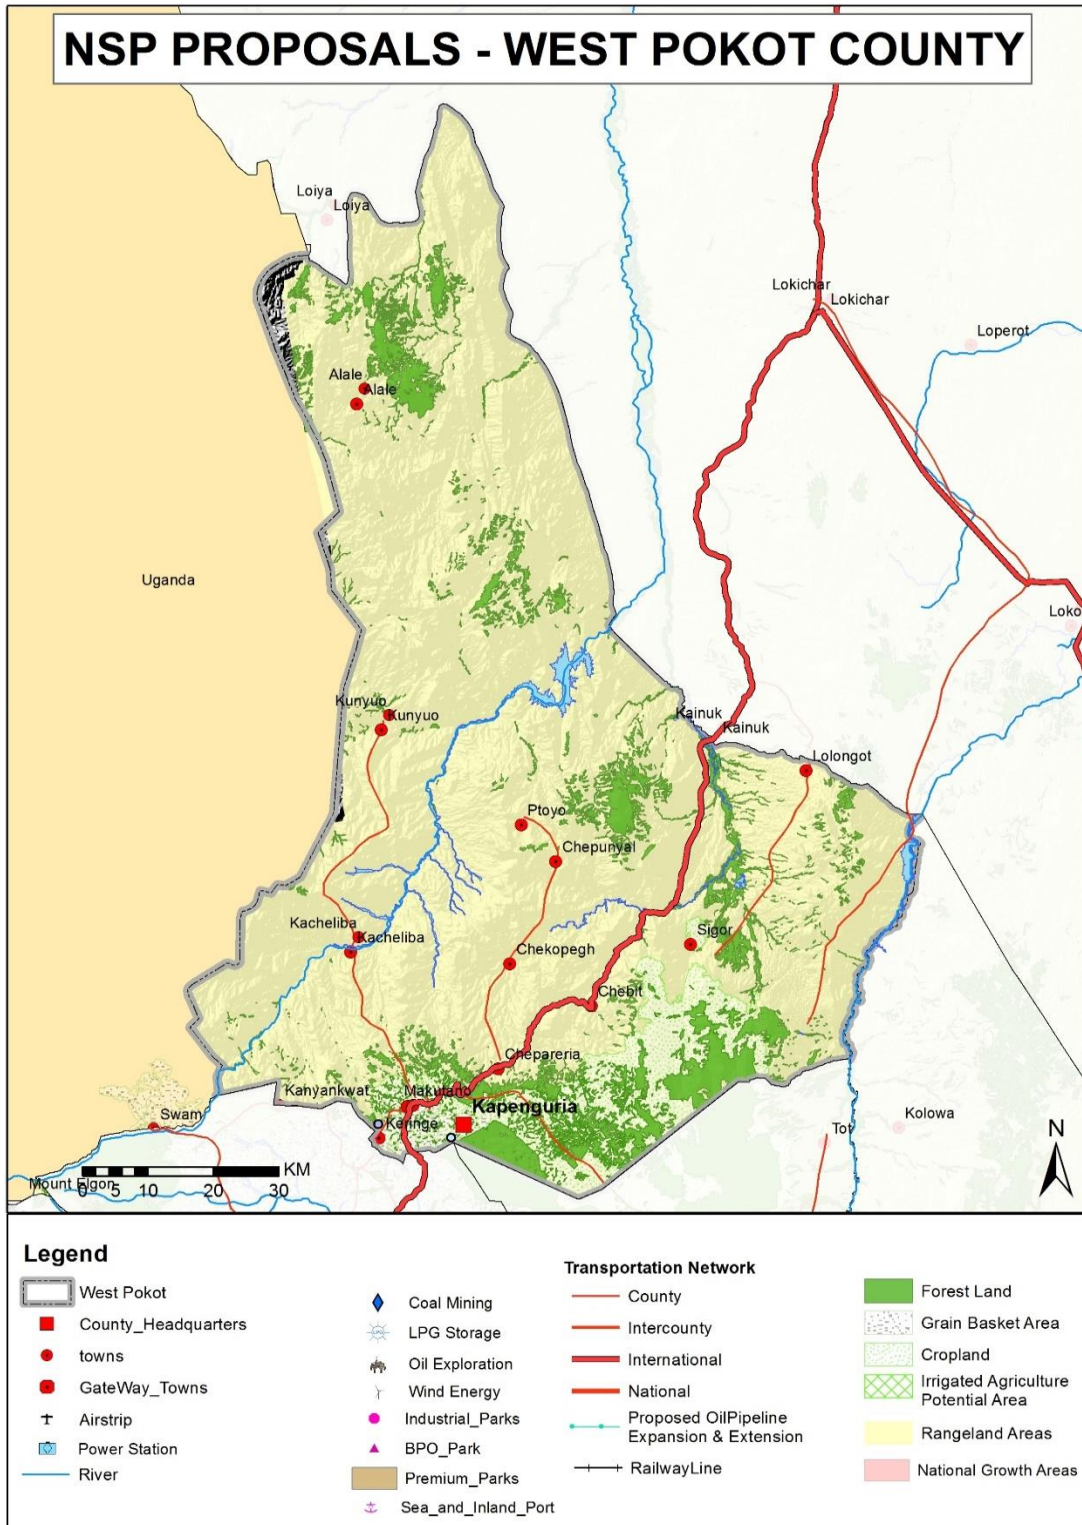 NSP PROPOSALS - WEST POKOT COUNTY
Loiya
Loiya
Lokichar
Lokichar
Loperot
Alale
Alale
Uganda
Kunyuo
Kunyuo
Kainuk
Kainuk
Lolongot
Ptoyo
Chepunyal
Kacheliba
Kacheliba
Sigor
Chekopegh
Chebit
Chepareria
Kanyankwat
Makutano
Kapenguria
Keringe
Swam
Kolowa
Tot
N
Mount Elgon
KM
0 5 10 20 30
Legend
West Pokot
County_Headquarters
towns
GateWay_Towns
Airstrip
Power Station
River
Coal Mining
LPG
LPG Storage
Oil Exploration
Wind Energy
Industrial_Parks
BPO_Park
Premium_Parks
Sea_and_Inland_Port
Transportation Network
County
Intercounty
International
National
Proposed OilPipeline
Expansion & Extension
RailwayLine
Forest Land
Grain Basket Area
Cropland
Irrigated Agriculture
Potential Area
Rangeland Areas
National Growth Areas